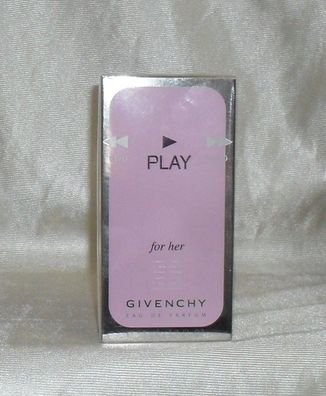 PLAY
for her
GIVENCHY
EAU DE PARFUM